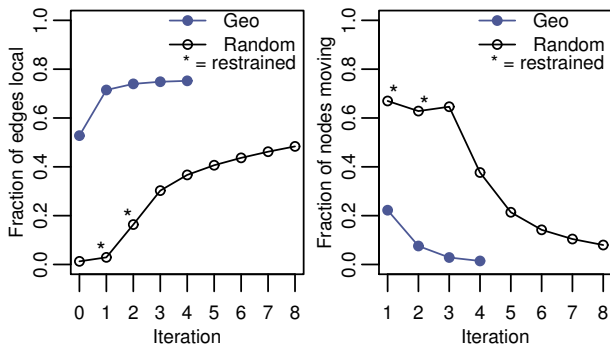 Fraction of edges local
0.0 0.2 0.4 0.6 0.8 1.0
Geo
Random
* = restrained
*
*
0 1 2 3 4 5 6 7 8
Iteration
Fraction of nodes moving
0.0 0.2 0.4 0.6 0.8 1.0
Geo
Random
* = restrained
*
*
1 2 3 4 5 6 7 8
Iteration